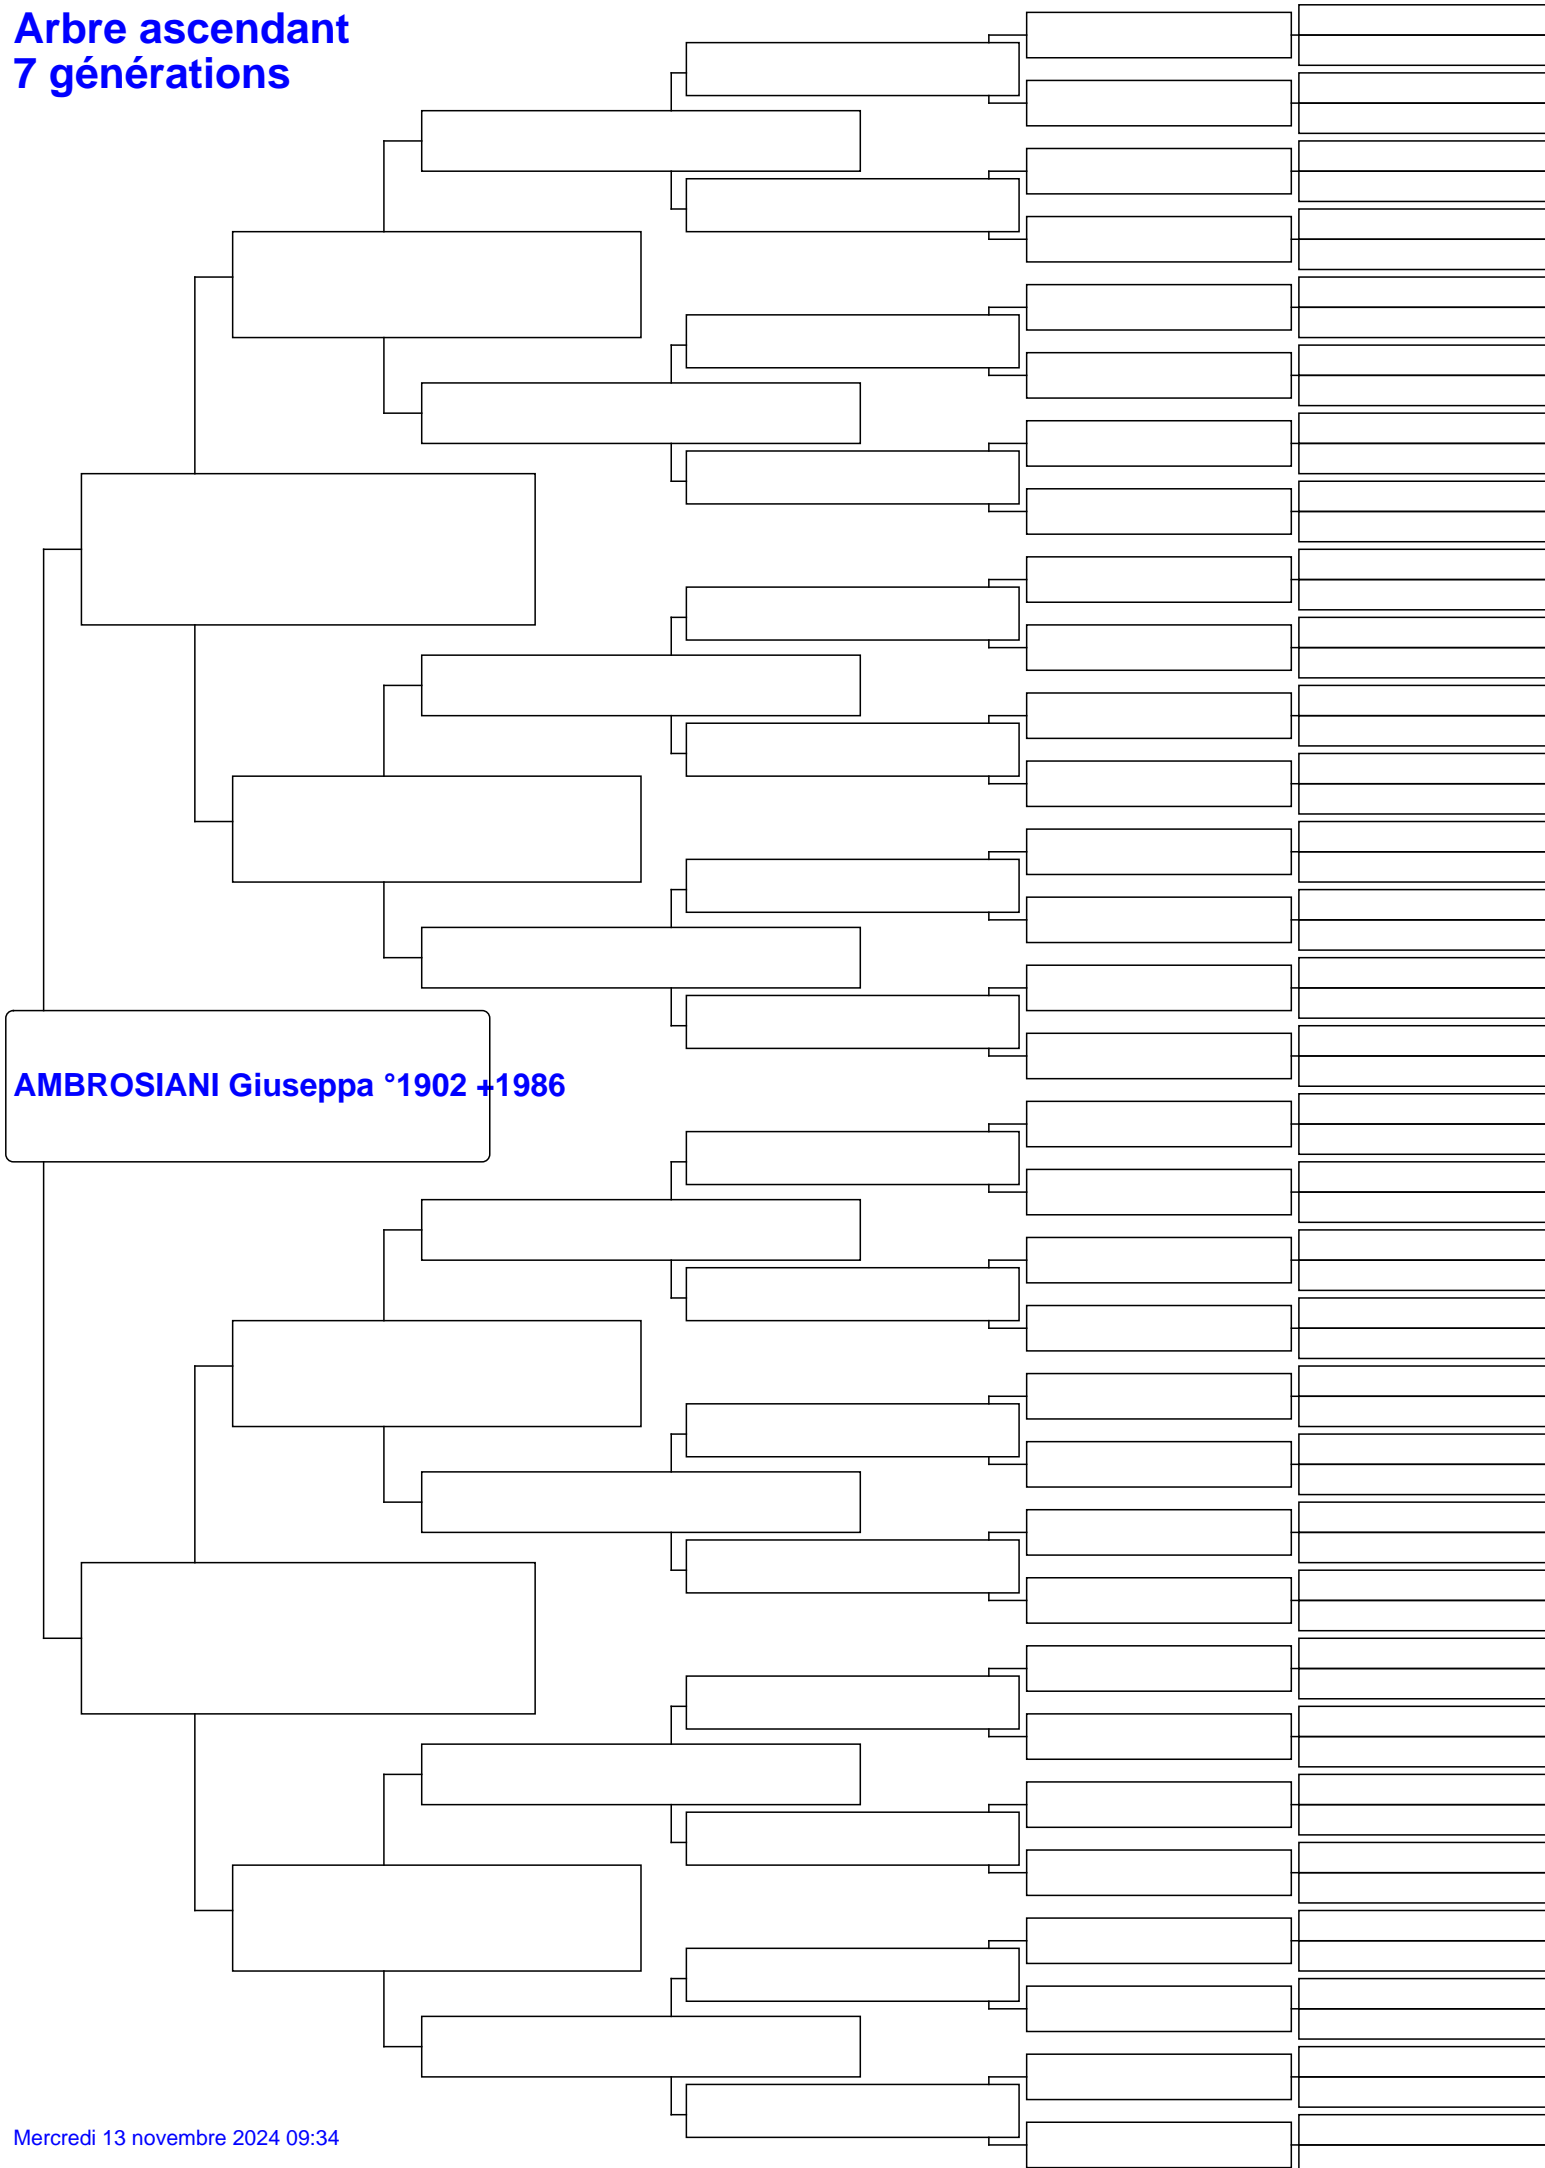 Arbre ascendant
7 générations
AMBROSIANI Giuseppa °1902 +1986
Mercredi 13 novembre 2024 09:34